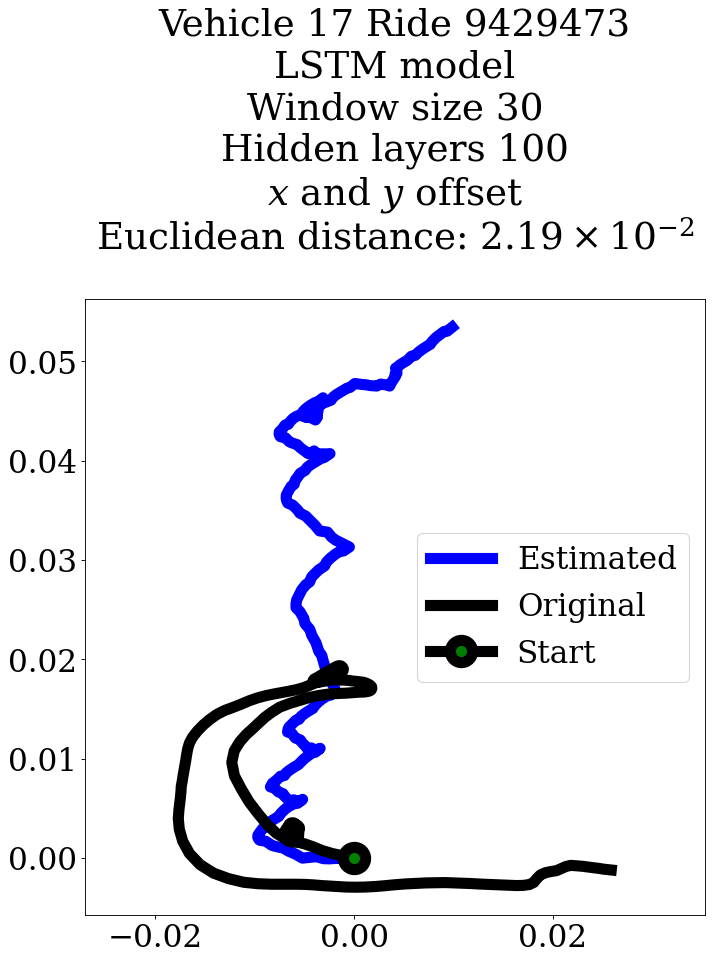 Vehicle 17 Ride 9429473
LSTM model
Window size 30
Hidden layers 100
x and y offset
Euclidean distance: 2.19 × 10⁻²
0.05
0.04
0.03
0.02
0.01
0.00
Estimated
Original
Start
−0.02
0.00
0.02